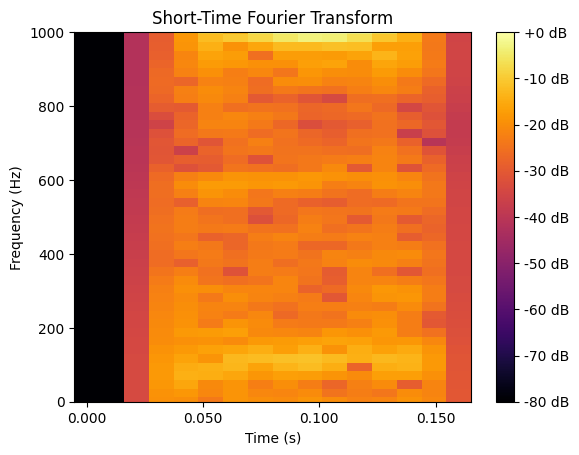 Short-Time Fourier Transform
1000
800
600
400
200
0
Frequency (Hz)
0.000
0.050
0.100
0.150
Time (s)
+0 dB
-10 dB
-20 dB
-30 dB
-40 dB
-50 dB
-60 dB
-70 dB
-80 dB